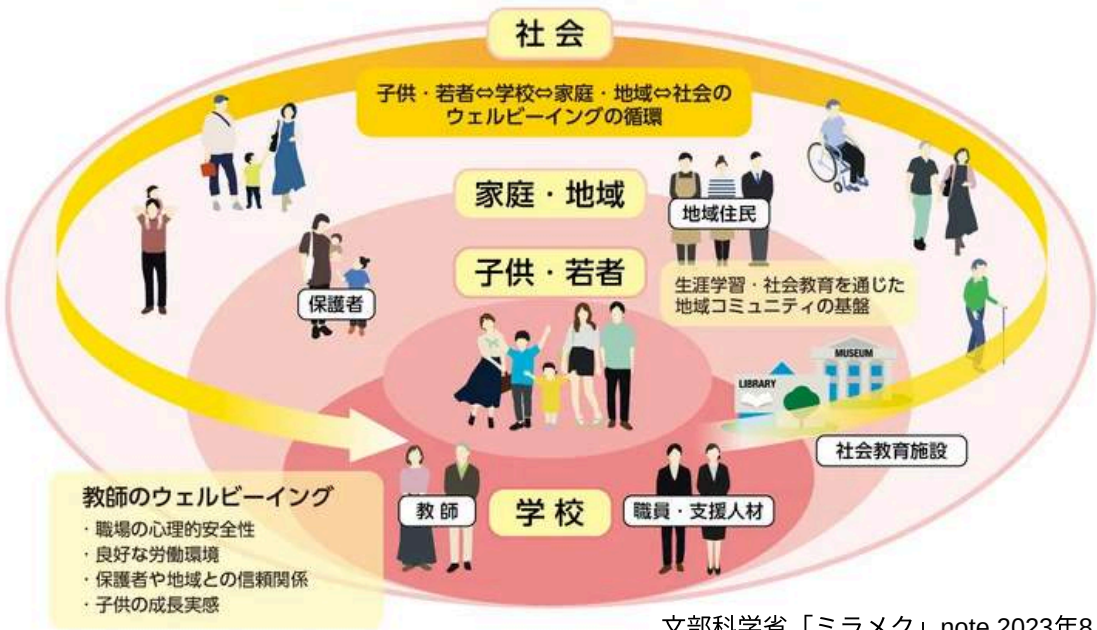 社会
子供・若者⇔学校⇔家庭・地域⇔社会の
ウェルビーイングの循環
家庭・地域
地域住民
子供・若者
保護者
生涯学習・社会教育を通じた
地域コミュニティの基盤
MUSEUM
LIBRARY
社会教育施設
教師
学校
職員・支援人材
教師のウェルビーイング
・職場の心理的安全性
・良好な労働環境
・保護者や地域との信頼関係
・子供の成長実感
文部科学省「ミラメク」note 2023年8